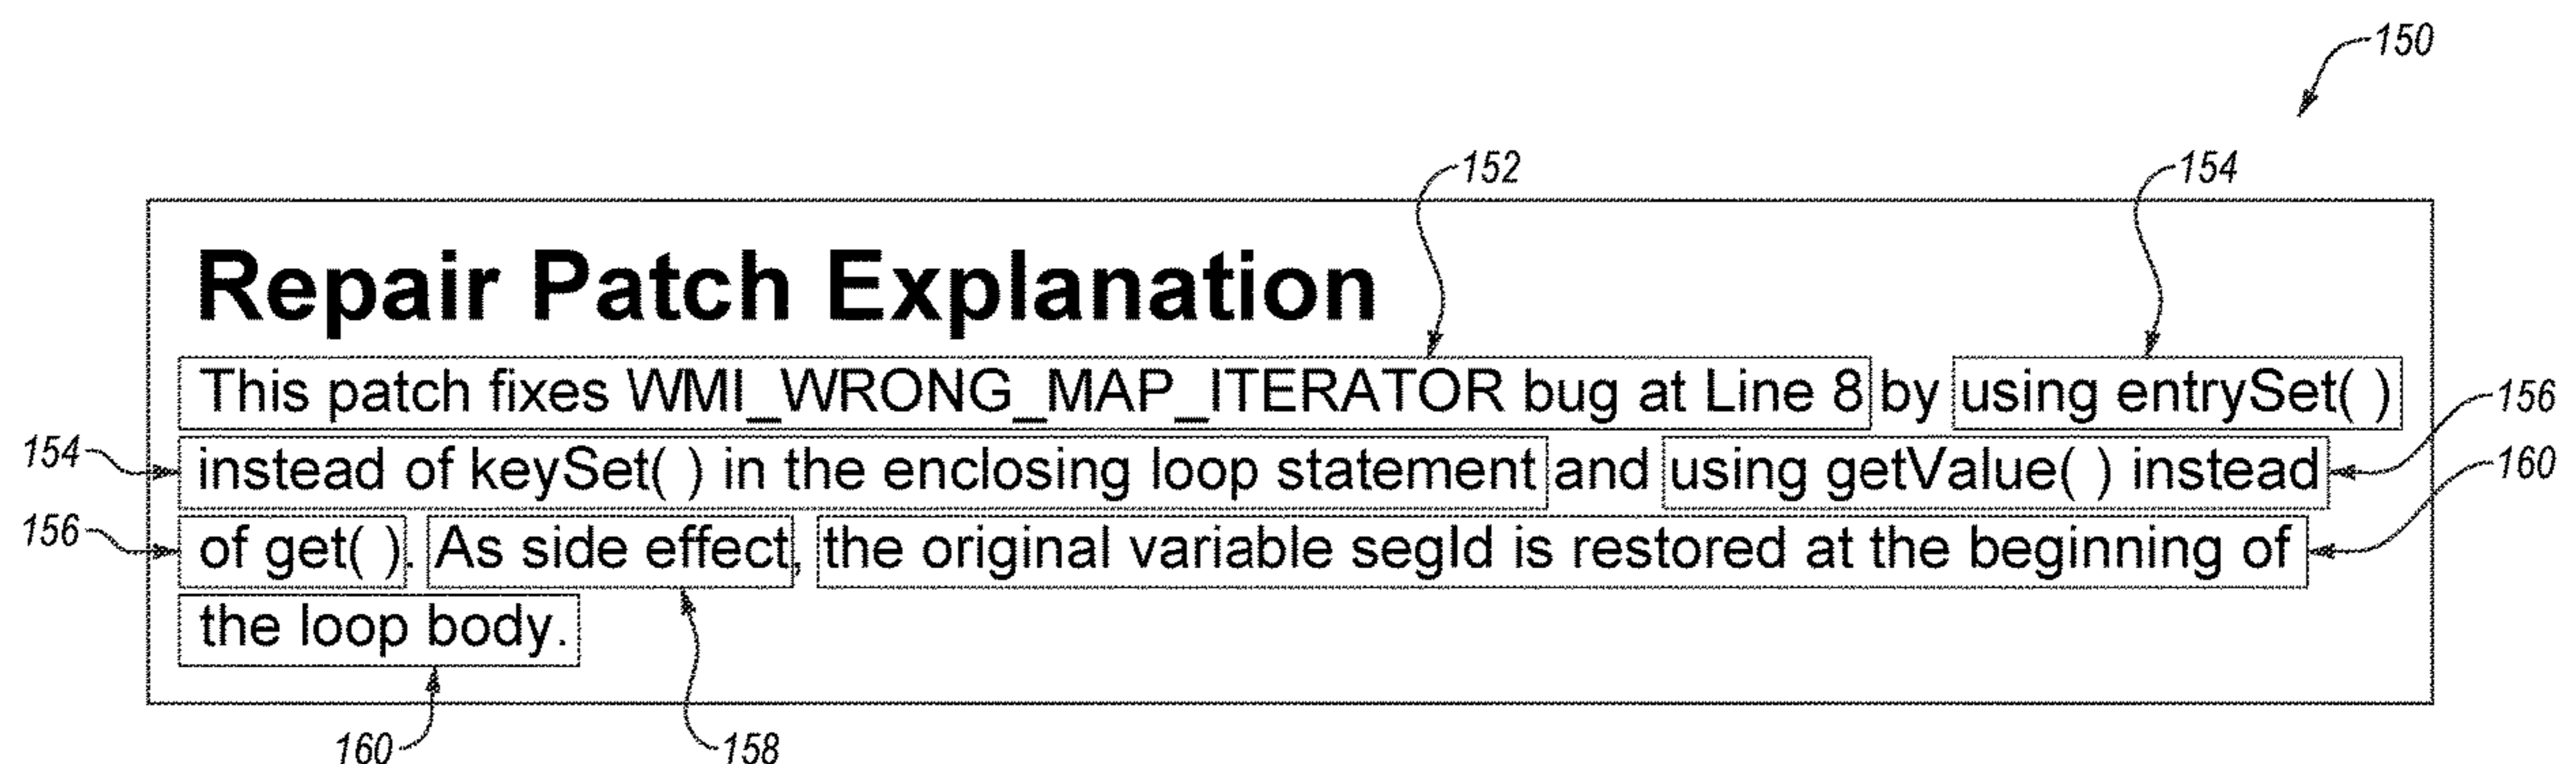 150
152
154
Repair Patch Explanation
This patch fixes WMI_WRONG_MAP_ITERATOR bug at Line 8 by using entrySet( )
154
instead of keySet( ) in the enclosing loop statement and using getValue( ) instead
156
156
of get( ). As side effect, the original variable segId is restored at the beginning of
160
the loop body.
160
158